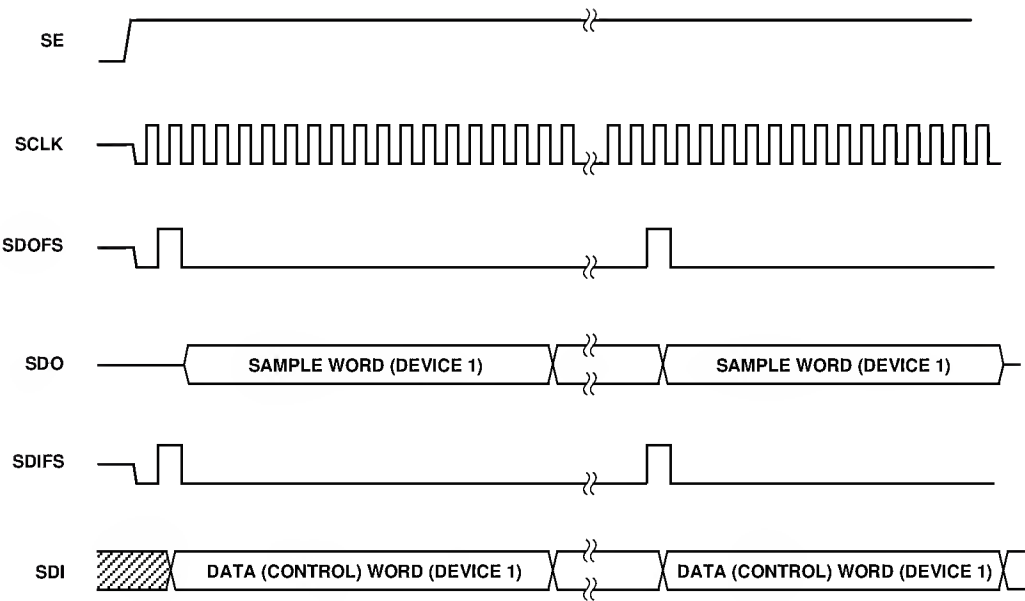 SE
SCLK
SDOFS
SDO
SAMPLE WORD (DEVICE 1)
SAMPLE WORD (DEVICE 1)
SDIFS
SDI
DATA (CONTROL) WORD (DEVICE 1)
DATA (CONTROL) WORD (DEVICE 1)